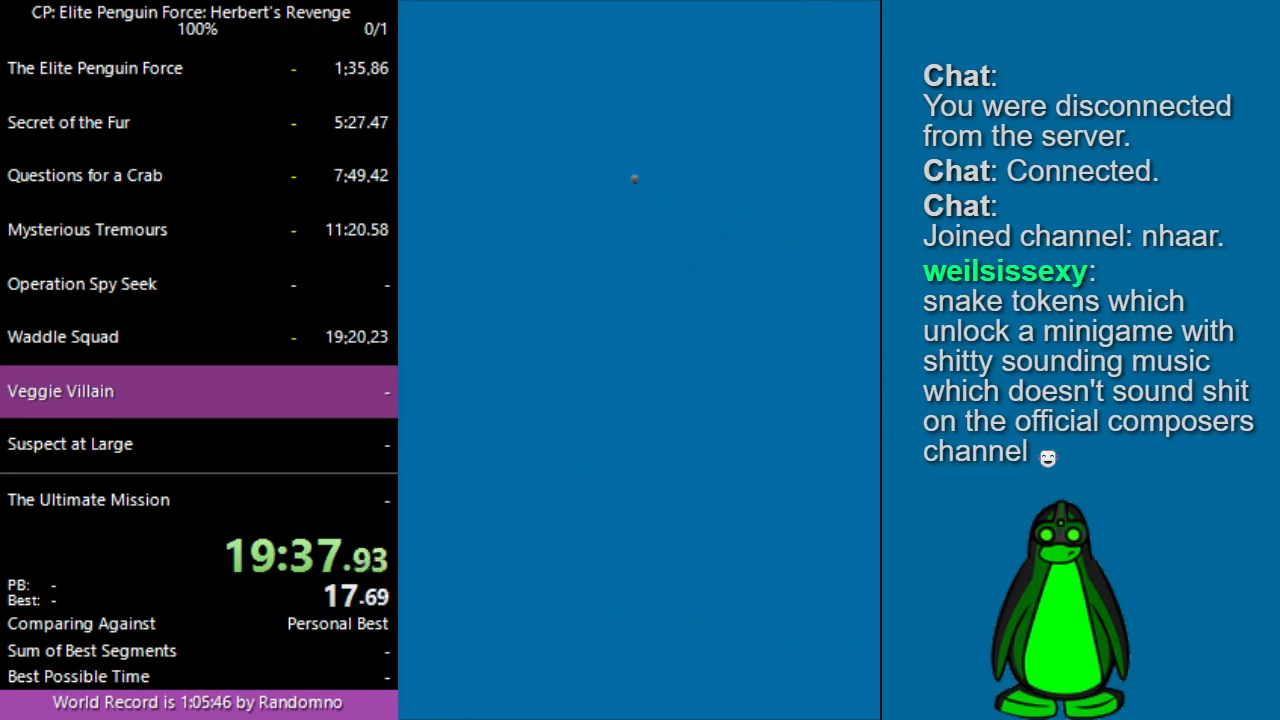 CP: Elite Penguin Force: Herbert's Revenge
100% 0/1
The Elite Penguin Force - 1:35,86
Secret of the Fur - 5:27.47
Questions for a Crab - 7:49,42
Mysterious Tremours - 11:20.58
Operation Spy Seek - -
Waddle Squad - 19:20,23
Veggie Villain -
Suspect at Large -
The Ultimate Mission -
19:37.93
PB: -
Best: - 17.69
Comparing Against Personal Best
Sum of Best Segments -
Best Possible Time -
World Record is 1:05:46 by Randomno
Chat:
You were disconnected
from the server.
Chat: Connected.
Chat:
Joined channel: nhaar.
weilsissexy:
snake tokens which
unlock a minigame with
shitty sounding music
which doesn't sound shit
on the official composers
channel